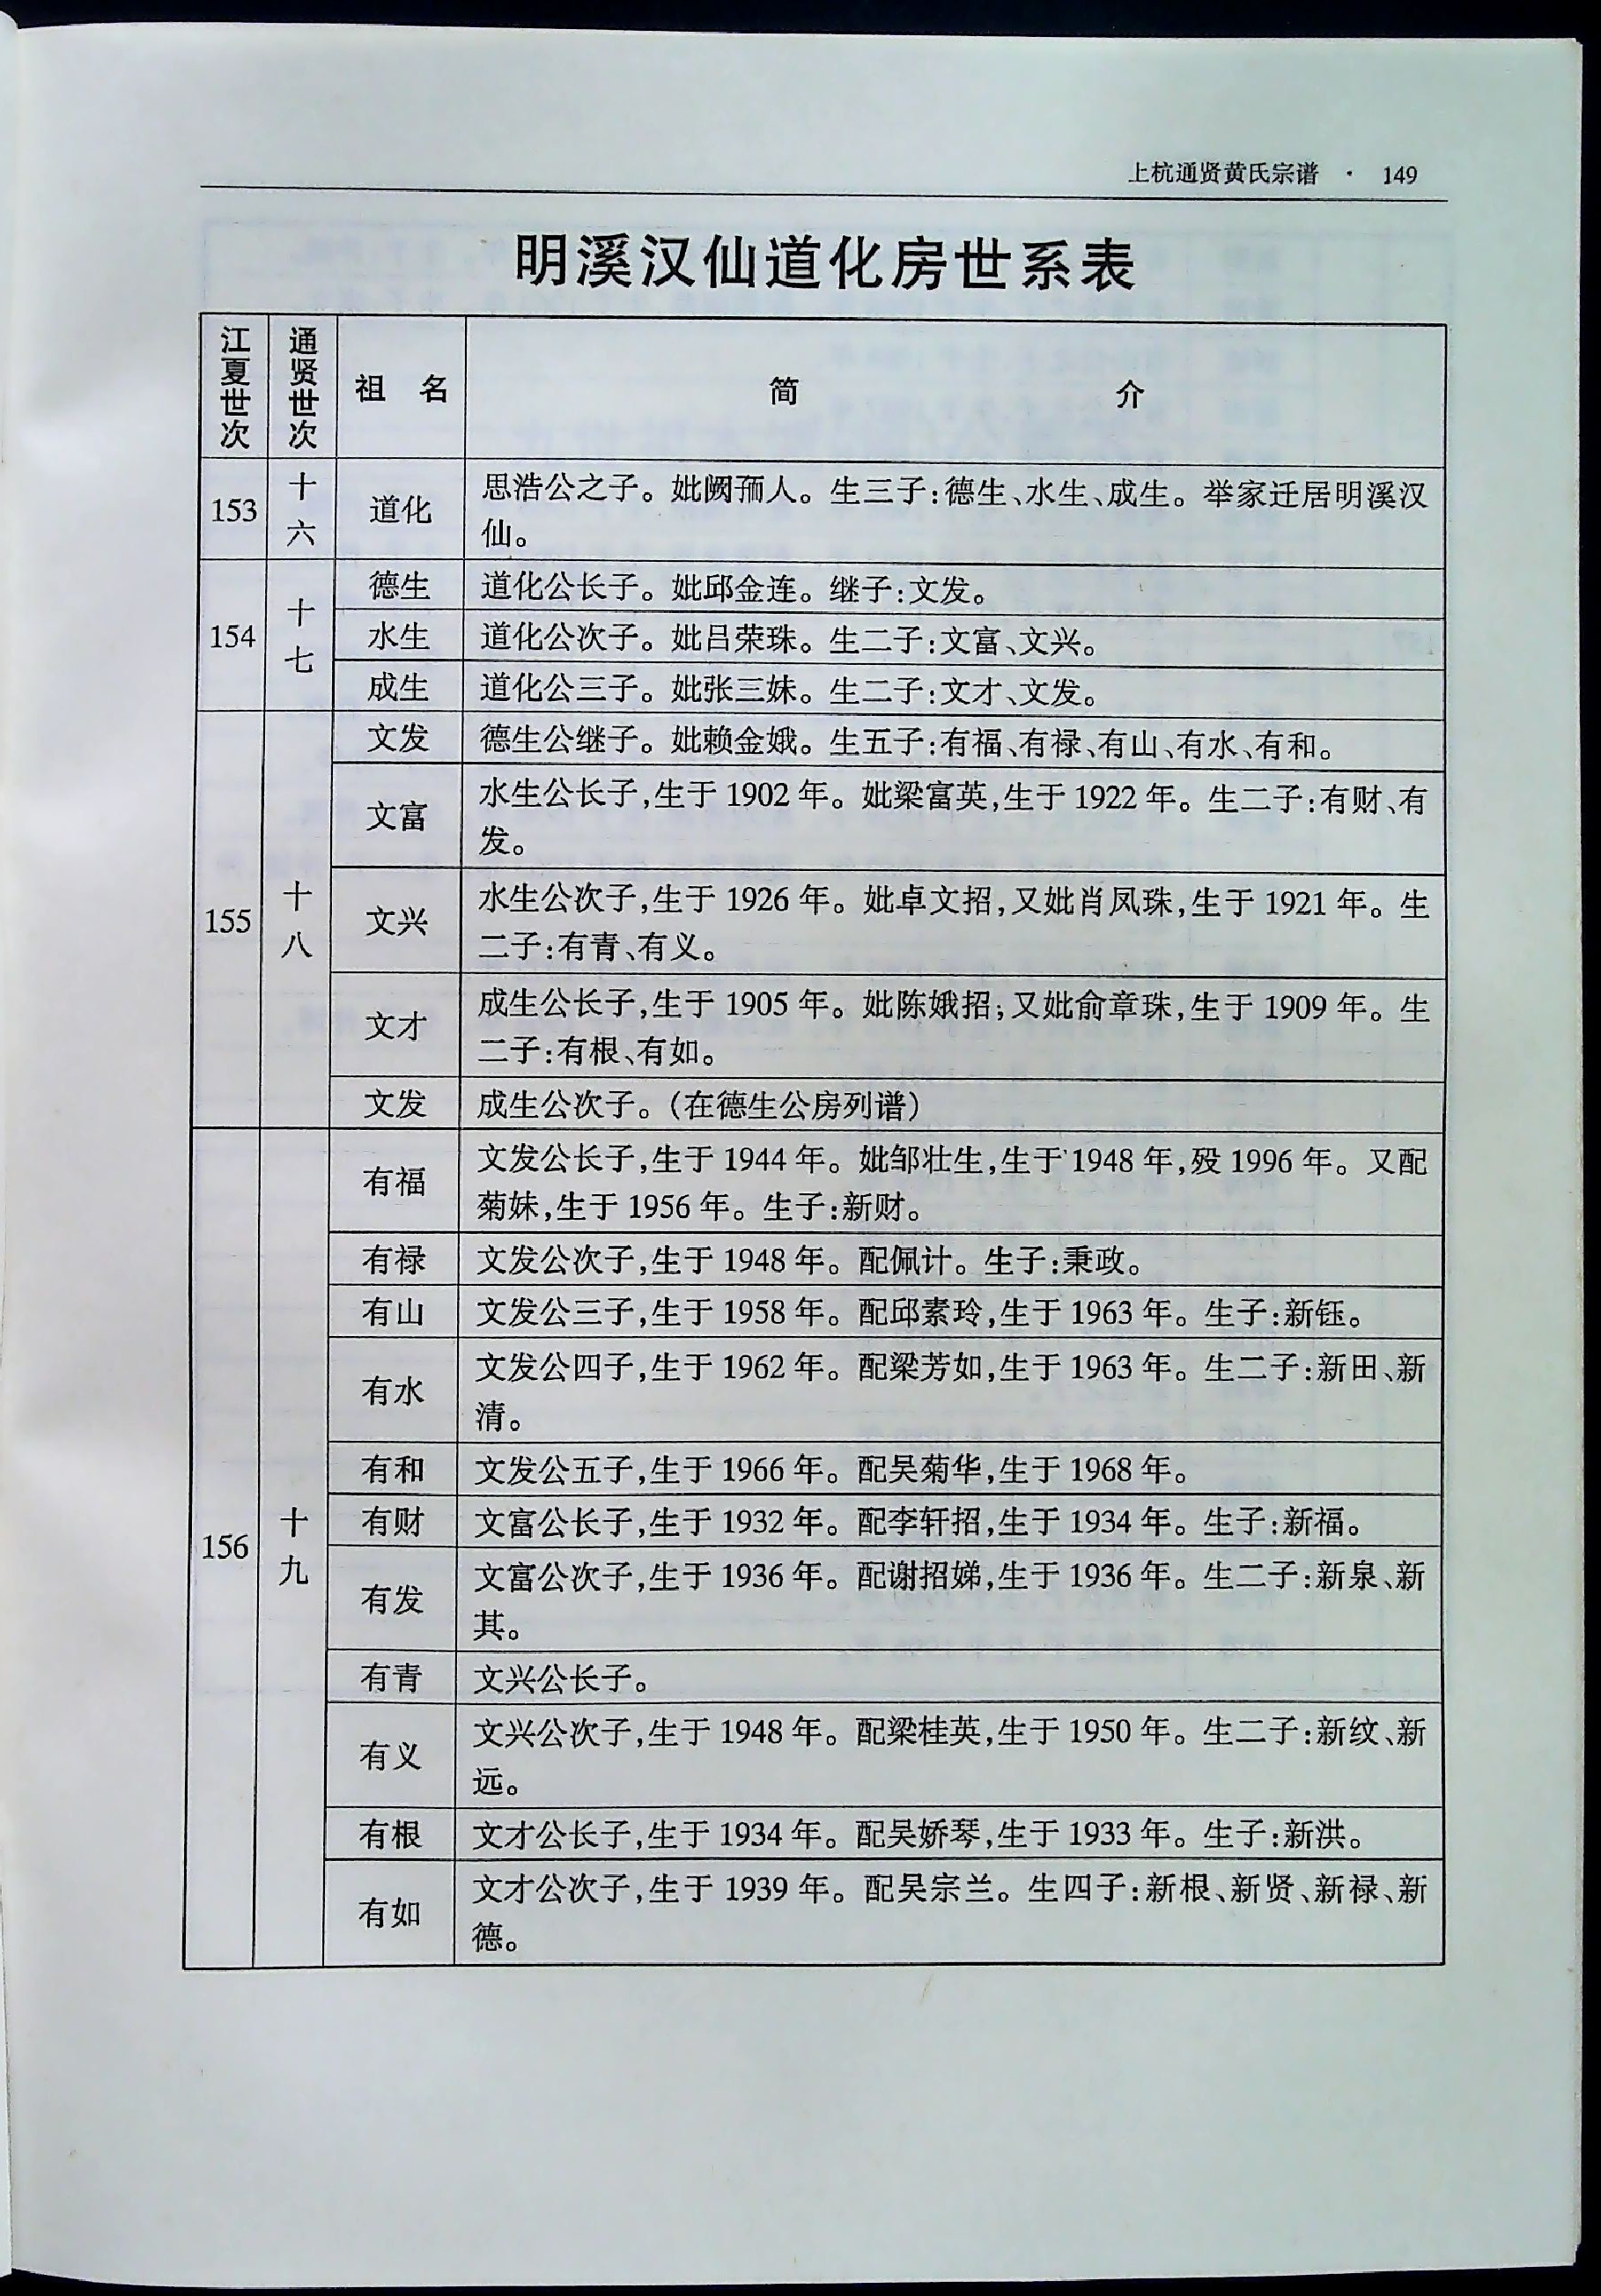 上杭通贤黄氏宗谱 · 149
明溪汉仙道化房世系表
江夏世次 通贤世次 祖 名 简 介
153 十六 道化 思浩公之子。妣阙孺人。生三子:德生、水生、成生。举家迁居明溪汉
仙。
154 十七 德生 道化公长子。妣邱金连。继子:文发。
水生 道化公次子。妣吕荣珠。生二子:文富、文兴。
成生 道化公三子。妣张三妹。生二子:文才、文发。
155 十八 文发 德生公继子。妣赖金娥。生五子:有福、有禄、有山、有水、有和。
文富 水生公长子,生于 1902 年。妣梁富英,生于 1922 年。生二子:有财、有
发。
文兴 水生公次子,生于 1926 年。妣卓文招,又妣肖凤珠,生于 1921 年。生
二子:有青、有义。
文才 成生公长子,生于 1905 年。妣陈娥招;又妣俞章珠,生于 1909 年。生
二子:有根、有如。
文发 成生公次子。(在德生公房列谱)
156 十九 有福 文发公长子,生于 1944 年。妣邹壮生,生于 1948 年,殁 1996 年。又配
菊妹,生于 1956 年。生子:新财。
有禄 文发公次子,生于 1948 年。配佩计。生子:秉政。
有山 文发公三子,生于 1958 年。配邱素玲,生于 1963 年。生子:新钰。
有水 文发公四子,生于 1962 年。配梁芳如,生于 1963 年。生二子:新田、新
清。
有和 文发公五子,生于 1966 年。配吴菊华,生于 1968 年。
有财 文富公长子,生于 1932 年。配李轩招,生于 1934 年。生子:新福。
有发 文富公次子,生于 1936 年。配谢招娣,生于 1936 年。生二子:新泉、新
其。
有青 文兴公长子。
有义 文兴公次子,生于 1948 年。配梁桂英,生于 1950 年。生二子:新纹、新
远。
有根 文才公长子,生于 1934 年。配吴娇琴,生于 1933 年。生子:新洪。
有如 文才公次子,生于 1939 年。配吴宗兰。生四子:新根、新贤、新禄、新
德。